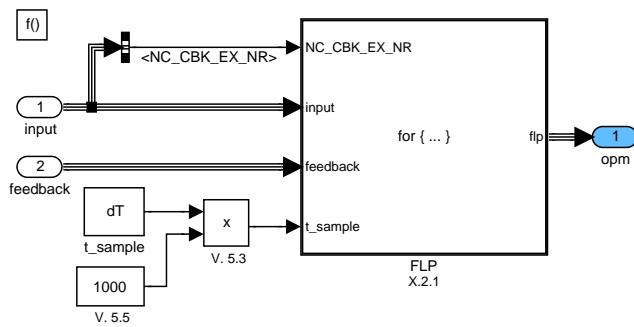 f()
<NC_CBK_EX_NR>
NC_CBK_EX_NR
1
input
input
for { ... }
flp
1
opm
2
feedback
feedback
dT
t_sample
x
V. 5.3
t_sample
1000
V. 5.5
FLP
X.2.1